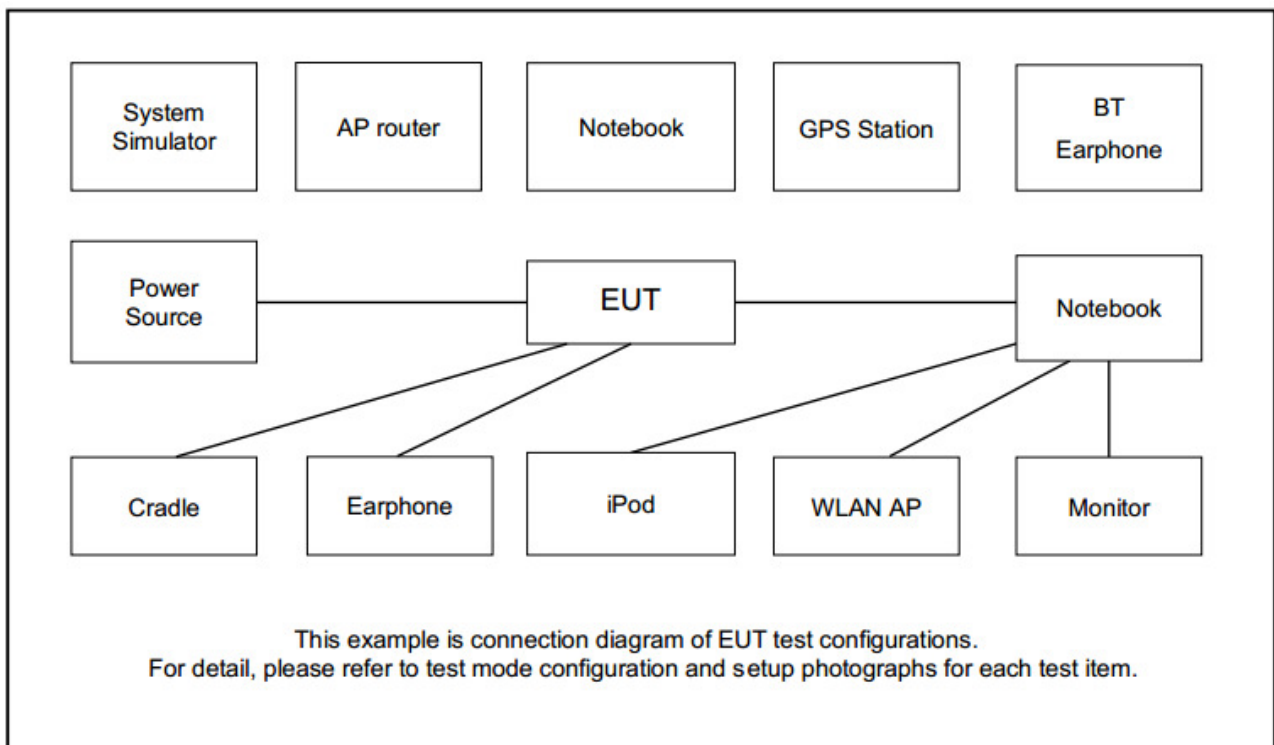 System
Simulator
AP router
Notebook
GPS Station
BT
Earphone
Power
Source
EUT
Notebook
Cradle
Earphone
iPod
WLAN AP
Monitor
This example is connection diagram of EUT test configurations.
For detail, please refer to test mode configuration and setup photographs for each test item.